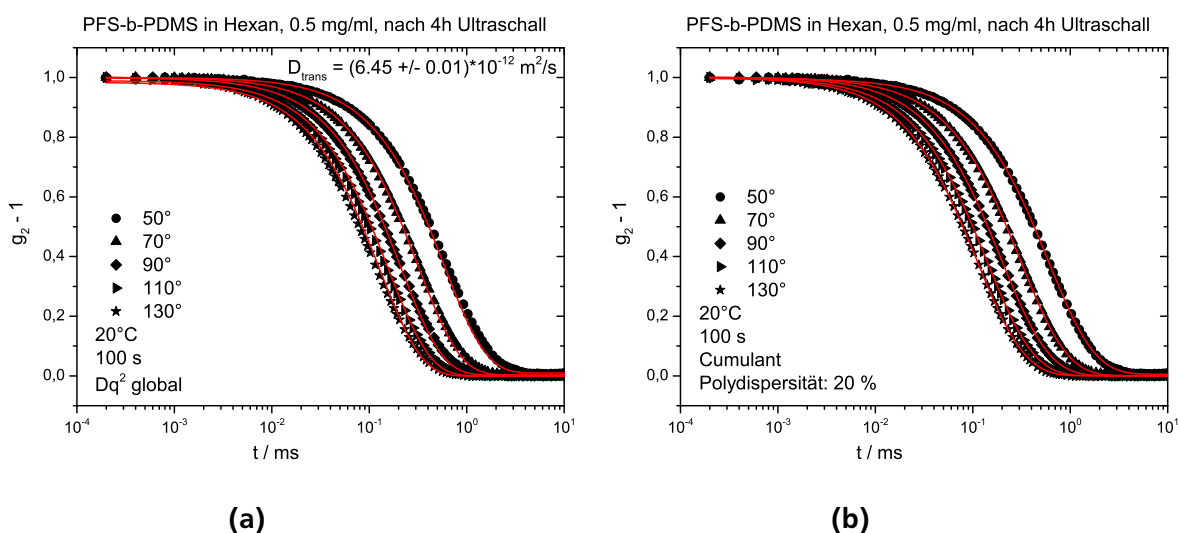 PFS-b-PDMS in Hexan, 0.5 mg/ml, nach 4h Ultraschall
D_trans = (6.45 +/- 0.01)*10^-12 m^2/s
1,0
0,8
0,6
0,4
0,2
0,0
g_2 - 1
50°
70°
90°
110°
130°
20°C
100 s
Dq^2 global
10^-4 10^-3 10^-2 10^-1 10^0 10^1
t / ms
(a)
PFS-b-PDMS in Hexan, 0.5 mg/ml, nach 4h Ultraschall
1,0
0,8
0,6
0,4
0,2
0,0
g_2 - 1
50°
70°
90°
110°
130°
20°C
100 s
Cumulant
Polydispersität: 20 %
10^-4 10^-3 10^-2 10^-1 10^0 10^1
t / ms
(b)